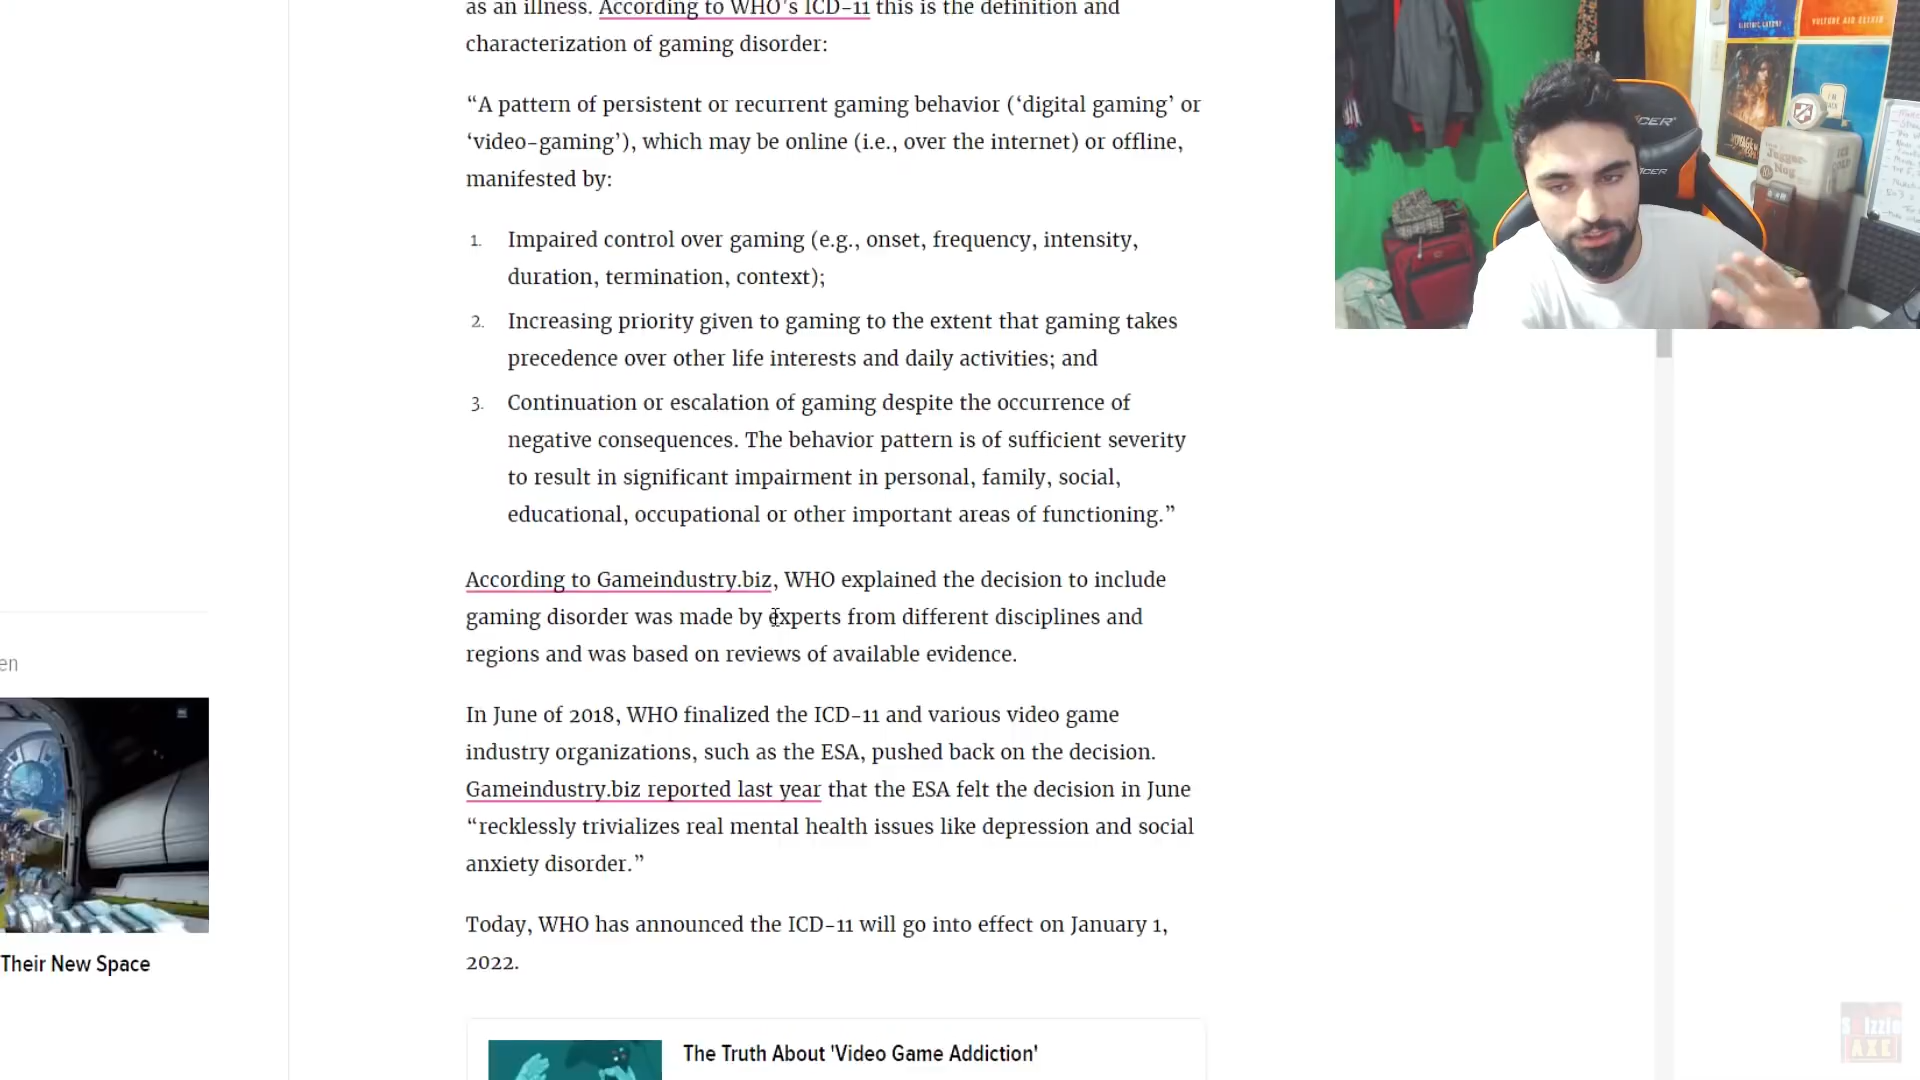 as an illness. According to WHO's ICD-11 this is the definition and
characterization of gaming disorder:
“A pattern of persistent or recurrent gaming behavior (‘digital gaming’ or
‘video-gaming’), which may be online (i.e., over the internet) or offline,
manifested by:
1. Impaired control over gaming (e.g., onset, frequency, intensity,
duration, termination, context);
2. Increasing priority given to gaming to the extent that gaming takes
precedence over other life interests and daily activities; and
3. Continuation or escalation of gaming despite the occurrence of
negative consequences. The behavior pattern is of sufficient severity
to result in significant impairment in personal, family, social,
educational, occupational or other important areas of functioning.”
According to Gameindustry.biz, WHO explained the decision to include
gaming disorder was made by experts from different disciplines and
regions and was based on reviews of available evidence.
In June of 2018, WHO finalized the ICD-11 and various video game
industry organizations, such as the ESA, pushed back on the decision.
Gameindustry.biz reported last year that the ESA felt the decision in June
“recklessly trivializes real mental health issues like depression and social
anxiety disorder.”
Today, WHO has announced the ICD-11 will go into effect on January 1,
2022.
The Truth About 'Video Game Addiction'
en
Their New Space
VULTURE AID ELIXIR
Jugger-
Nog
ICE
COLD
CER
CER
AXE